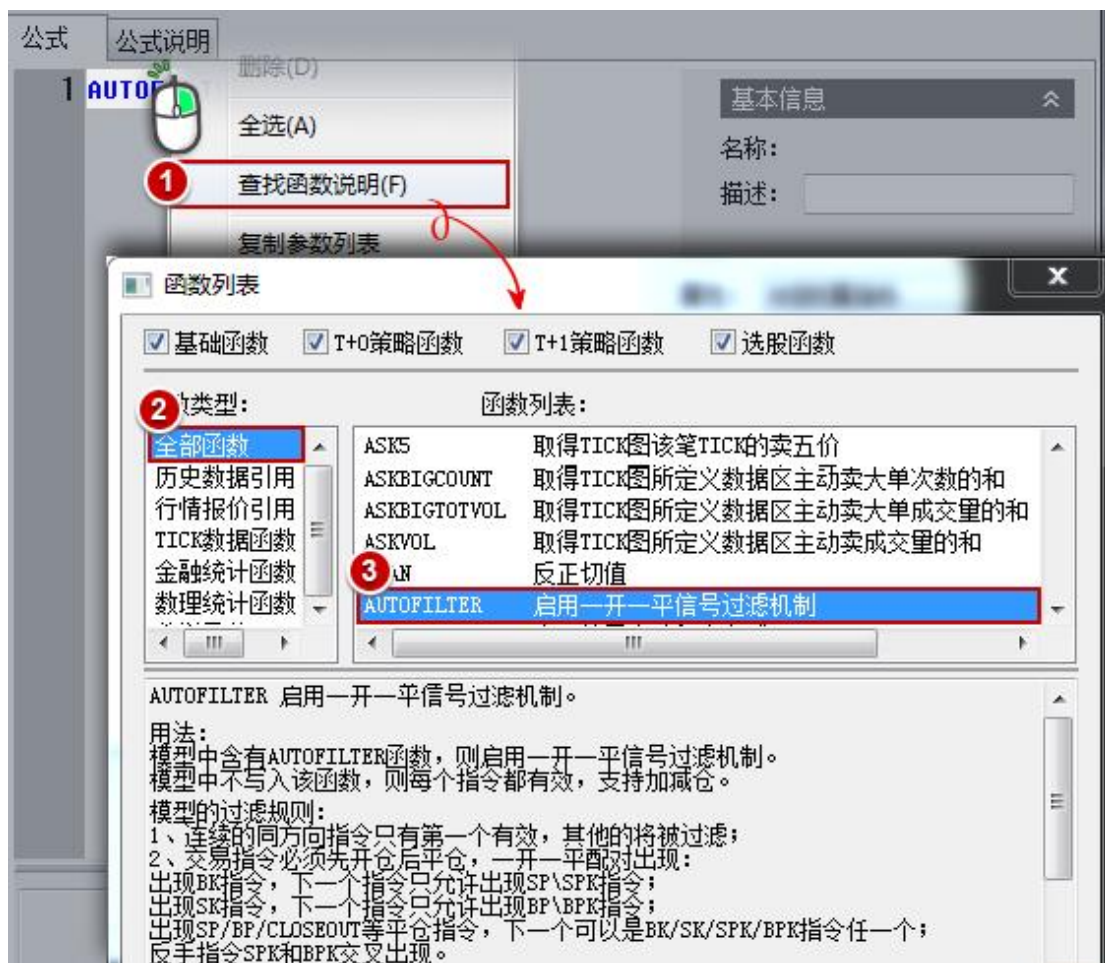 公式 公式说明
删除(D)
1 AUTOF
全选(A)
基本信息
名称：
1 查找函数说明(F)
描述：
复制参数列表
函数列表
基础函数 T+0策略函数 T+1策略函数 选股函数
2 数类型： 函数列表：
全部函数
历史数据引用
行情报价引用
TICK数据函数
金融统计函数
数理统计函数
ASK5 取得TICK图该笔TICK的卖五价
ASKBIGCOUNT 取得TICK图所定义数据区主动卖大单次数的和
ASKBIGTOTVOL 取得TICK图所定义数据区主动卖大单成交量的和
ASKVOL 取得TICK图所定义数据区主动卖成交量的和
3 AN 反正切值
AUTOFILTER 启用一开一平信号过滤机制
AUTOFILTER 启用一开一平信号过滤机制。
用法：
模型中含有AUTOFILTER函数，则启用一开一平信号过滤机制。
模型中不写入该函数，则每个指令都有效，支持加减仓。
模型的过滤规则：
1、连续的同方向指令只有第一个有效，其他的将被过滤；
2、交易指令必须先开仓后平仓，一开一平配对出现：
出现BK指令，下一个指令只允许出现SP\SPK指令；
出现SK指令，下一个指令只允许出现BP\BPK指令；
出现SP/BP/CLOSEOUT等平仓指令，下一个可以是BK/SK/SPK/BPK指令任一个；
反手指令SPK和BPK交叉出现。